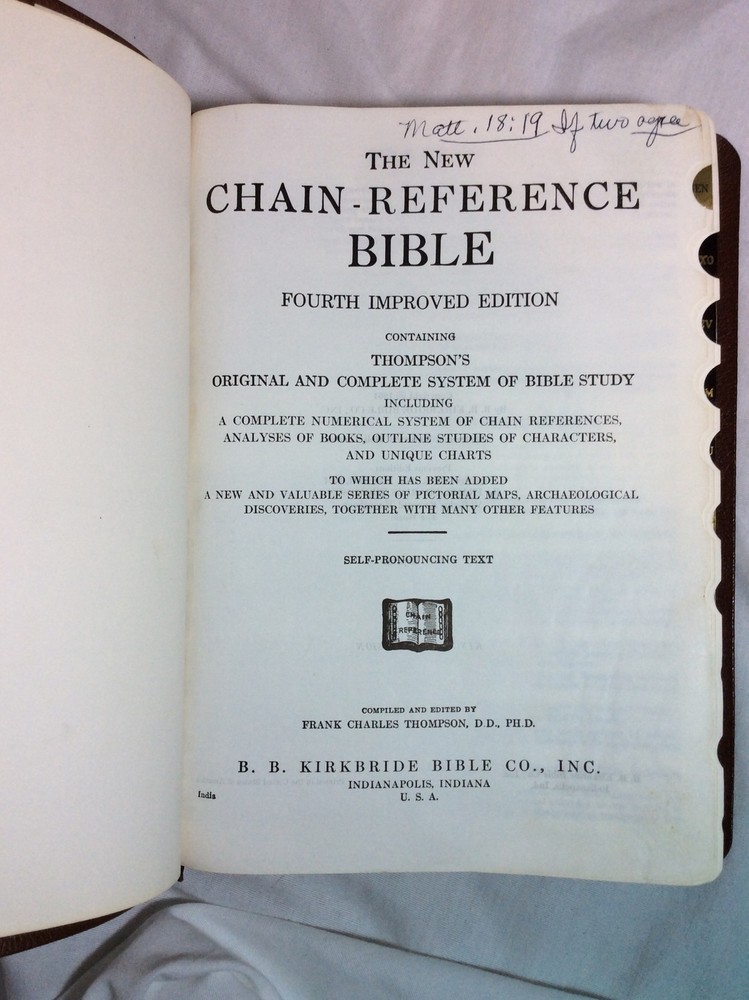 Matt. 18:19 If two agree
THE NEW
CHAIN-REFERENCE
BIBLE
FOURTH IMPROVED EDITION
CONTAINING
THOMPSON'S
ORIGINAL AND COMPLETE SYSTEM OF BIBLE STUDY
INCLUDING
A COMPLETE NUMERICAL SYSTEM OF CHAIN REFERENCES,
ANALYSES OF BOOKS, OUTLINE STUDIES OF CHARACTERS,
AND UNIQUE CHARTS
TO WHICH HAS BEEN ADDED
A NEW AND VALUABLE SERIES OF PICTORIAL MAPS, ARCHAEOLOGICAL
DISCOVERIES, TOGETHER WITH MANY OTHER FEATURES
SELF-PRONOUNCING TEXT
CHAIN
REFERENCE
COMPILED AND EDITED BY
FRANK CHARLES THOMPSON, D.D., PH.D.
B. B. KIRKBRIDE BIBLE CO., INC.
INDIANAPOLIS, INDIANA
U. S. A.
India